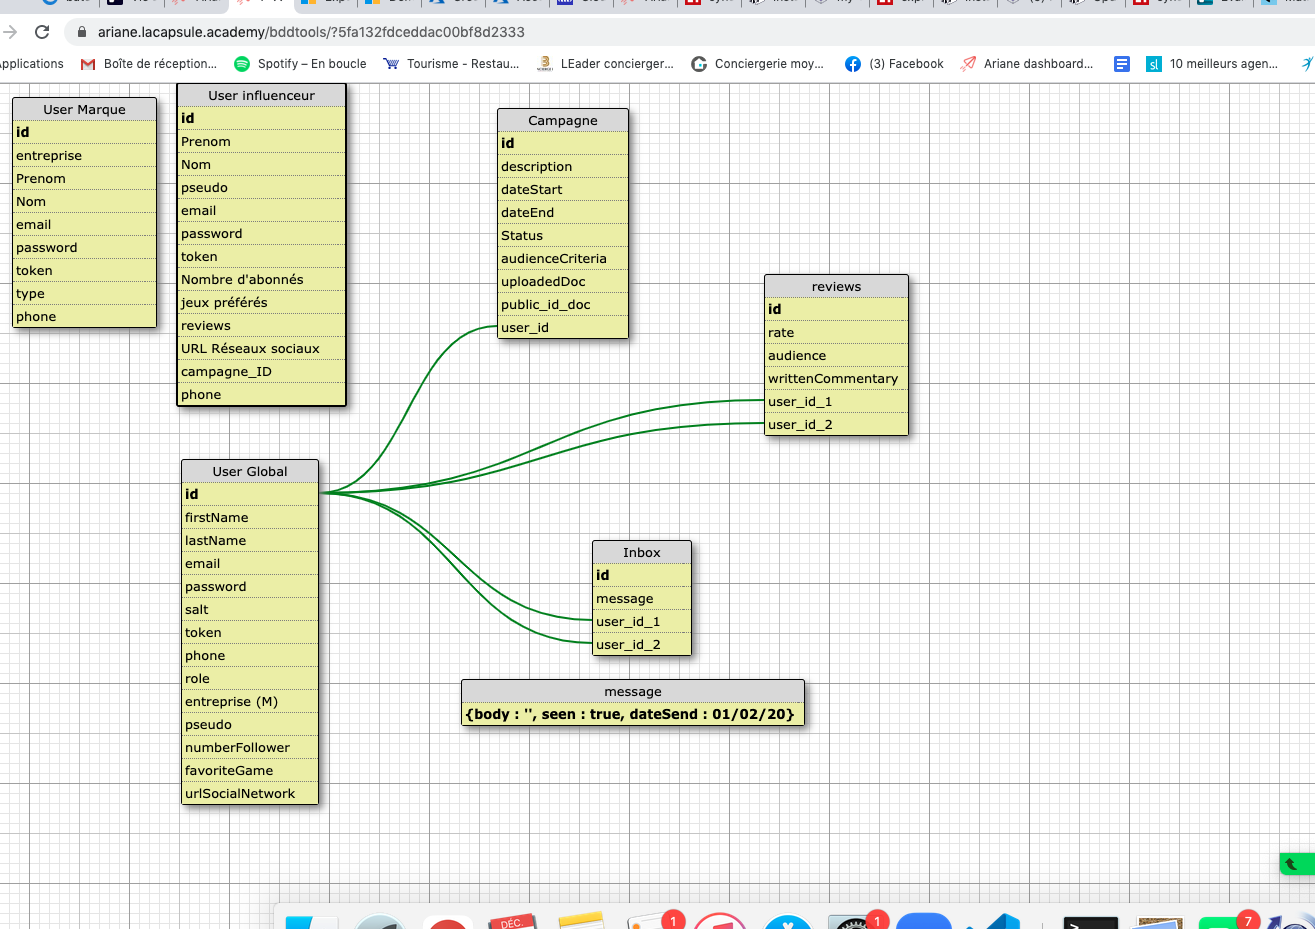 ariane.lacapsule.academy/bddtools/?5fa132fdceddac00bf8d2333
pplications
Boîte de réception...
Spotify – En boucle
Tourisme - Restau...
LEader concierger...
Conciergerie moy...
(3) Facebook
Ariane dashboard...
10 meilleurs agen...
User Marque
id
entreprise
Prenom
Nom
email
password
token
type
phone
User influenceur
id
Prenom
Nom
pseudo
email
password
token
Nombre d'abonnés
jeux préférés
reviews
URL Réseaux sociaux
campagne_ID
phone
Campagne
id
description
dateStart
dateEnd
Status
audienceCriteria
uploadedDoc
public_id_doc
user_id
reviews
id
rate
audience
writtenCommentary
user_id_1
user_id_2
User Global
id
firstName
lastName
email
password
salt
token
phone
role
entreprise (M)
pseudo
numberFollower
favoriteGame
urlSocialNetwork
Inbox
id
message
user_id_1
user_id_2
message
{body : '', seen : true, dateSend : 01/02/20}
DÉC.
1
1
7